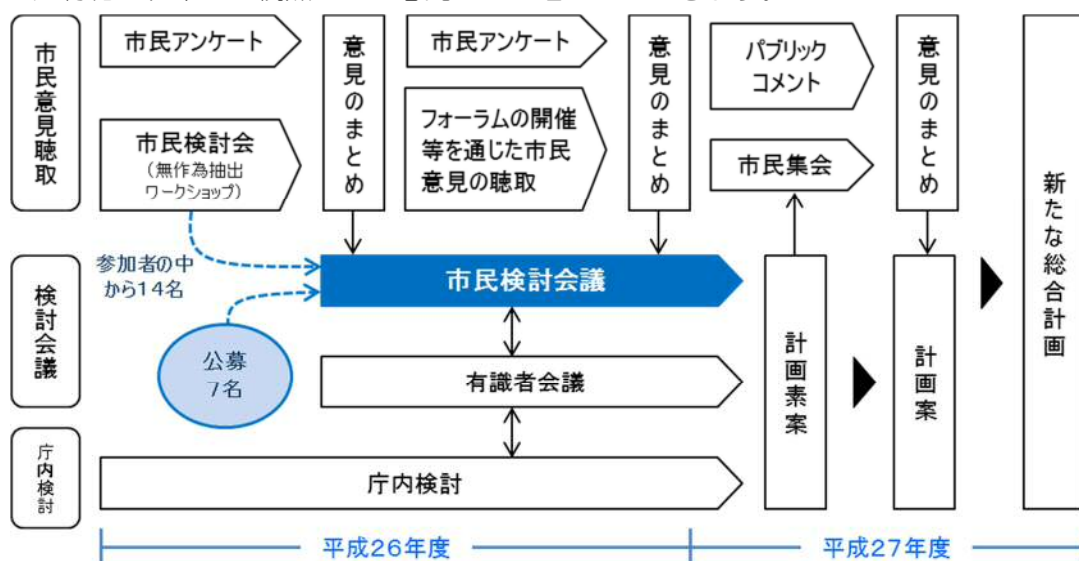 市民意見聴取
市民アンケート
市民検討会
(無作為抽出
ワークショップ)
意見のまとめ
市民アンケート
フォーラムの開催
等を通じた市民
意見の聴取
意見のまとめ
パブリック
コメント
市民集会
意見のまとめ
新たな総合計画
検討会議
参加者の中
から14名
公募
7名
市民検討会議
有識者会議
計画素案
計画案
庁内検討
庁内検討
平成26年度
平成27年度